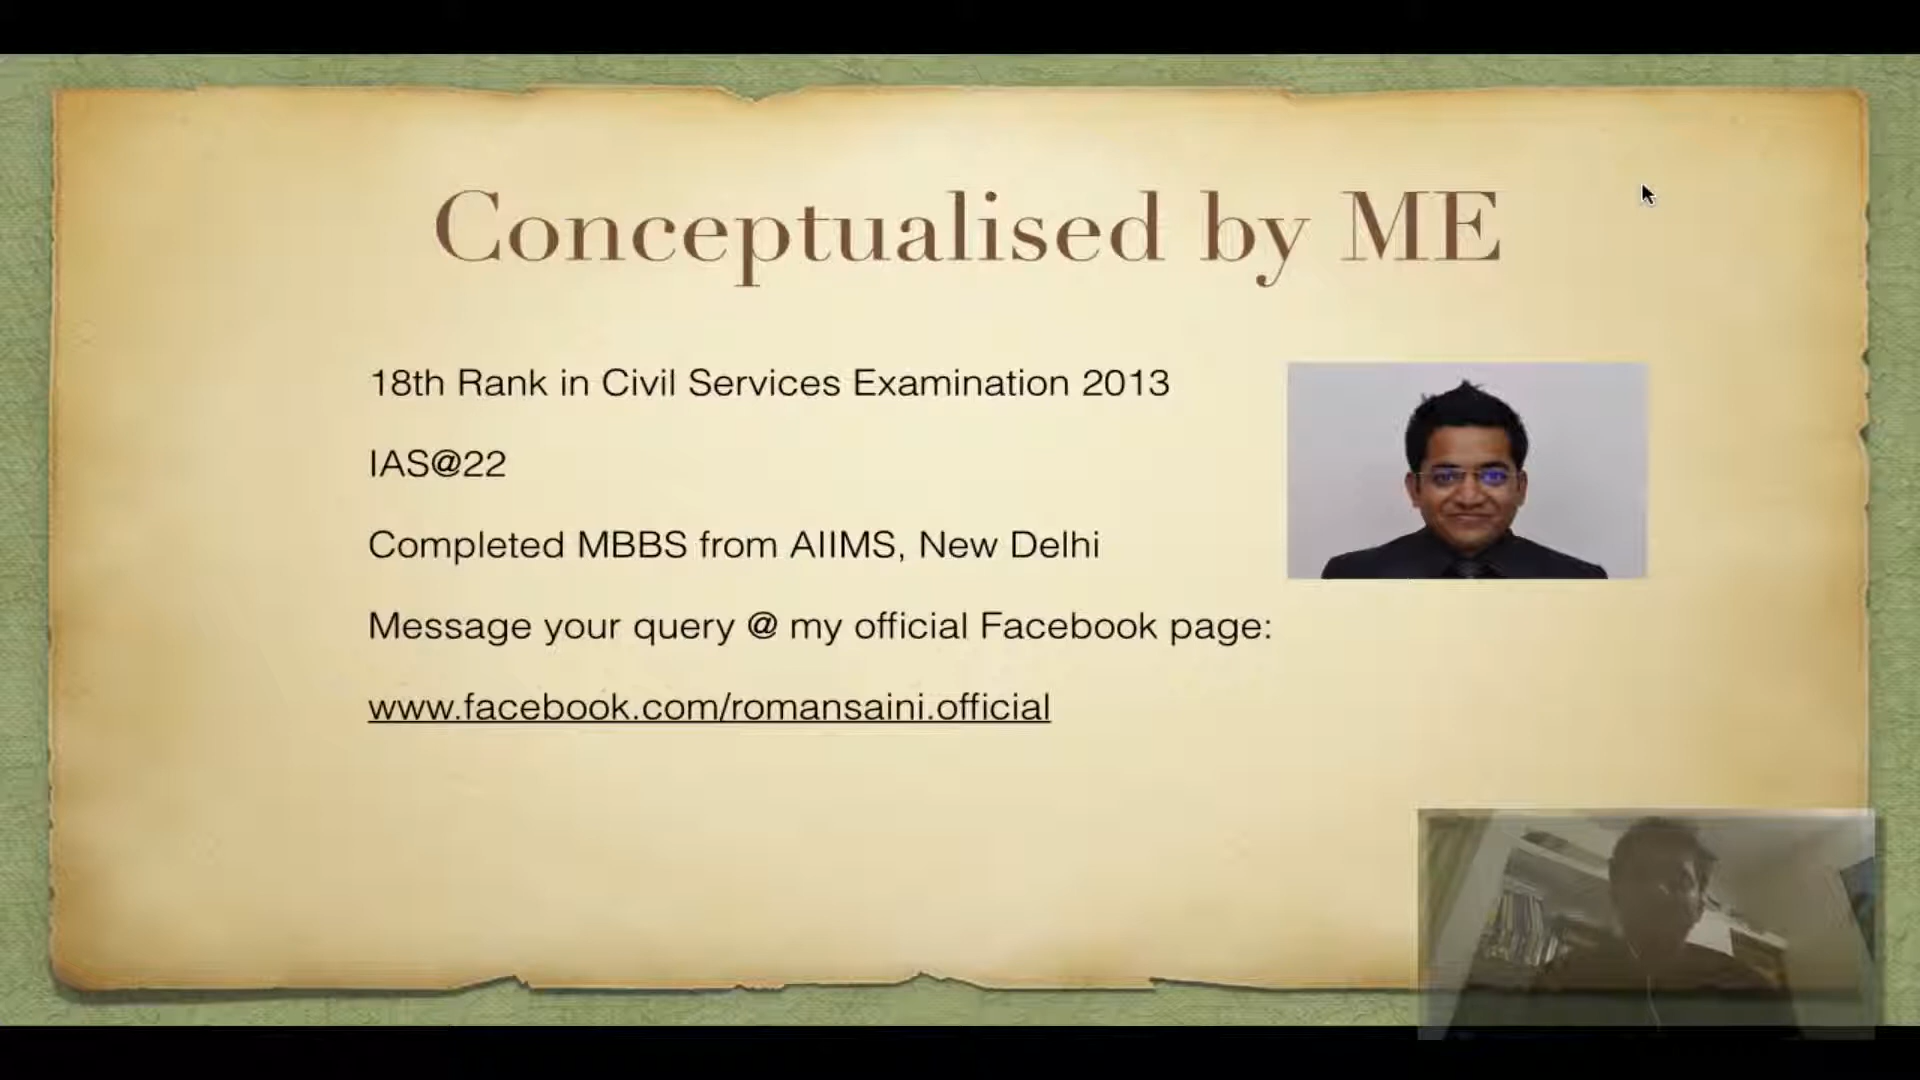 Conceptualised by ME
18th Rank in Civil Services Examination 2013
IAS@22
Completed MBBS from AIIMS, New Delhi
Message your query @ my official Facebook page:
www.facebook.com/romansaini.official